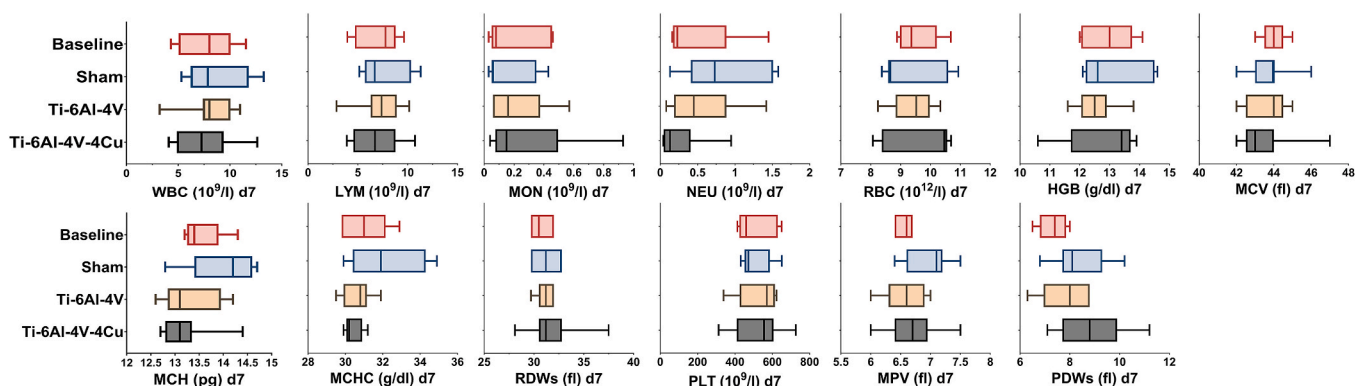 Baseline
Sham
Ti-6Al-4V
Ti-6Al-4V-4Cu
0 5 10 15
WBC (10⁹/l) d7
0 5 10 15
LYM (10⁹/l) d7
0 0.2 0.4 0.6 0.8 1.0
MON (10⁹/l) d7
0 0.5 1 1.5 2
NEU (10⁹/l) d7
7 8 9 10 11 12
RBC (10¹²/l) d7
10 11 12 13 14 15
HGB (g/dl) d7
40 42 44 46 48
MCV (fl) d7
Baseline
Sham
Ti-6Al-4V
Ti-6Al-4V-4Cu
12 12.5 13 13.5 14 14.5 15
MCH (pg) d7
28 30 32 34 36
MCHC (g/dl) d7
25 30 35 40
RDWs (fl) d7
0 200 400 600 800
PLT (10⁹/l) d7
5.5 6 6.5 7 7.5 8
MPV (fl) d7
6 8 10 12
PDWs (fl) d7